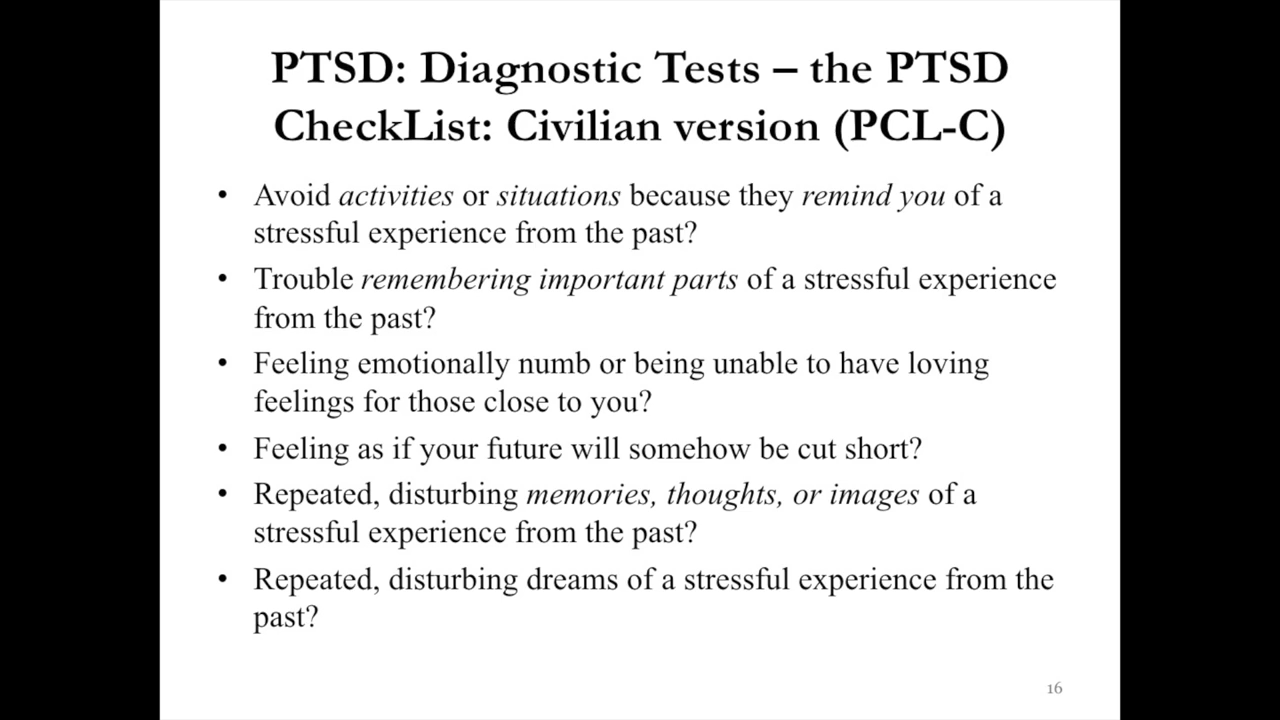 PTSD: Diagnostic Tests – the PTSD
CheckList: Civilian version (PCL-C)
• Avoid activities or situations because they remind you of a
stressful experience from the past?
• Trouble remembering important parts of a stressful experience
from the past?
• Feeling emotionally numb or being unable to have loving
feelings for those close to you?
• Feeling as if your future will somehow be cut short?
• Repeated, disturbing memories, thoughts, or images of a
stressful experience from the past?
• Repeated, disturbing dreams of a stressful experience from the
past?
16